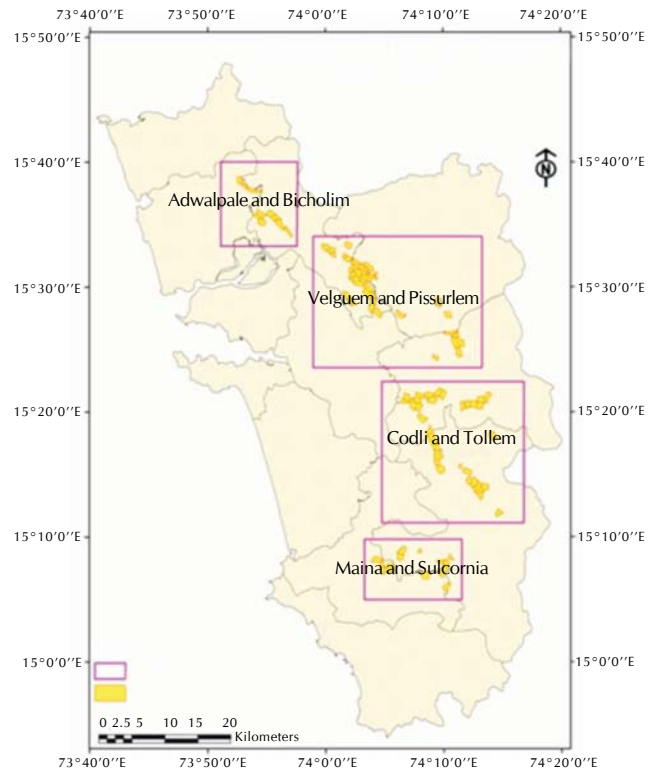 73°40'0''E 73°50'0''E 74°0'0''E 74°10'0''E 74°20'0''E
15°50'0''E 15°50'0''E
15°40'0''E 15°40'0''E
N
Adwalpale and Bicholim
15°30'0''E 15°30'0''E
Velguem and Pissurlem
15°20'0''E 15°20'0''E
Codli and Tollem
15°10'0''E 15°10'0''E
Maina and Sulcornia
15°0'0''E 15°0'0''E
0 2.5 5 10 15 20
Kilometers
73°40'0''E 73°50'0''E 74°0'0''E 74°10'0''E 74°20'0''E